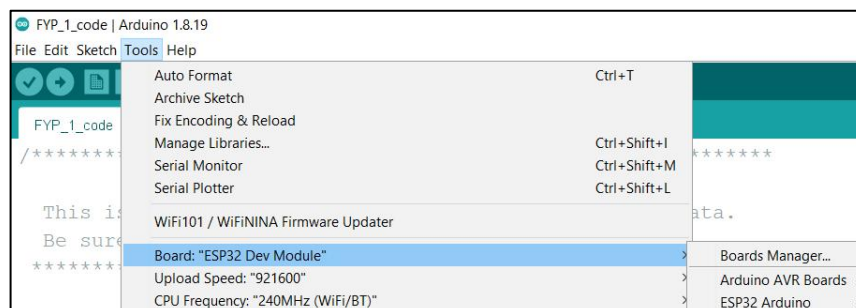 FYP_1_code | Arduino 1.8.19
File Edit Sketch Tools Help
Auto Format Ctrl+T
Archive Sketch
FYP_1_code Fix Encoding & Reload
Manage Libraries... Ctrl+Shift+I
/******* Serial Monitor Ctrl+Shift+M *******
Serial Plotter Ctrl+Shift+L
This is WiFi101 / WiFiNINA Firmware Updater ata.
Be sure Board: "ESP32 Dev Module" Boards Manager...
******* Upload Speed: "921600" Arduino AVR Boards
CPU Frequency: "240MHz (WiFi/BT)" ESP32 Arduino